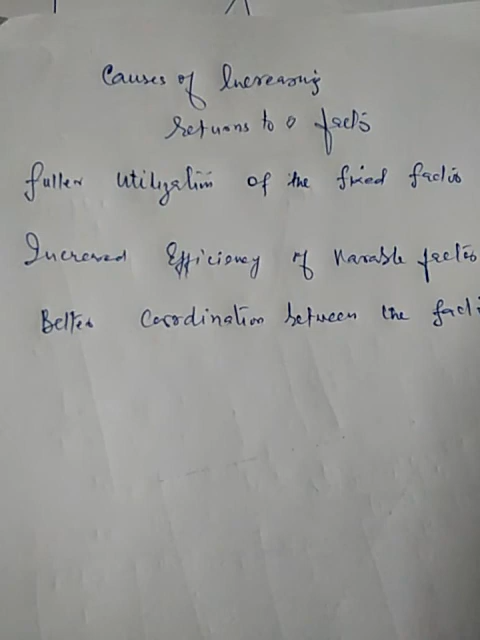 Causes of Increasing
Returns to a factor
fuller utilization of the fixed factor
Increased Efficiency of Variable factor
Better Coordination between the facto